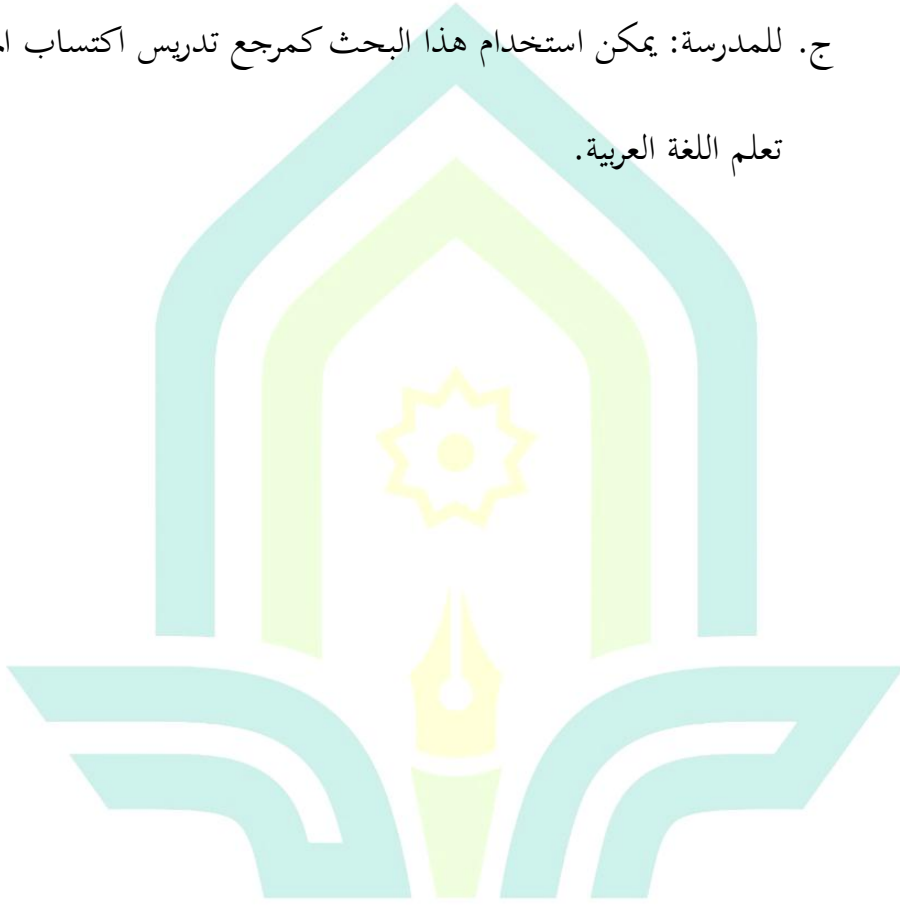 ج. للمدرسة: يمكن استخدام هذا البحث كمرجع تدريس اكتساب
تعلم اللغة العربية.